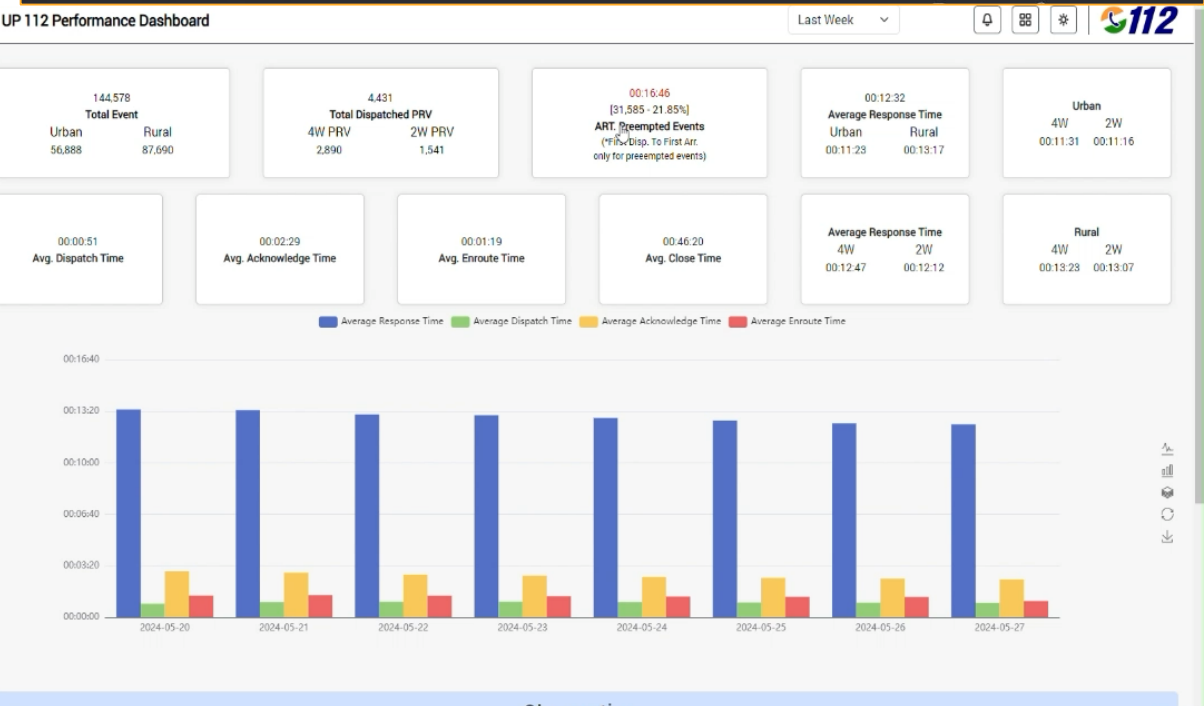 UP 112 Performance Dashboard
Last Week
112
144,578
Total Event
Urban Rural
56,888 87,690
4,431
Total Dispatched PRV
4W PRV 2W PRV
2,890 1,541
00:16:46
[31,585 - 21.85%]
ART. Preempted Events
(*First Disp. To First Arr.
only for preeempted events)
00:12:32
Average Response Time
Urban Rural
00:11:23 00:13:17
Urban
4W 2W
00:11:31 00:11:16
00:00:51
Avg. Dispatch Time
00:02:29
Avg. Acknowledge Time
00:01:19
Avg. Enroute Time
00:46:20
Avg. Close Time
Average Response Time
4W 2W
00:12:47 00:12:12
Rural
4W 2W
00:13:23 00:13:07
Average Response Time Average Dispatch Time Average Acknowledge Time Average Enroute Time
00:16:40
00:13:20
00:10:00
00:06:40
00:03:20
00:00:00
2024-05-20 2024-05-21 2024-05-22 2024-05-23 2024-05-24 2024-05-25 2024-05-26 2024-05-27